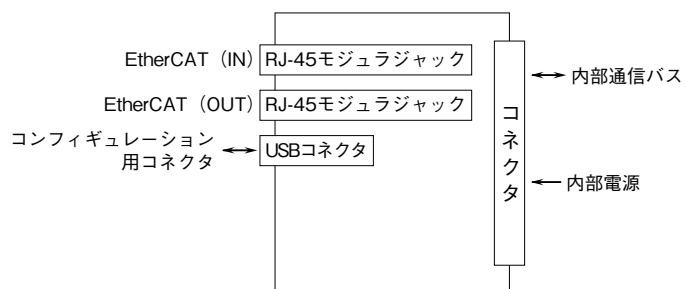 EtherCAT（IN） RJ-45モジュラジャック
内部通信バス
EtherCAT（OUT） RJ-45モジュラジャック
コンフィギュレーション
用コネクタ
USBコネクタ
コネクタ
内部電源